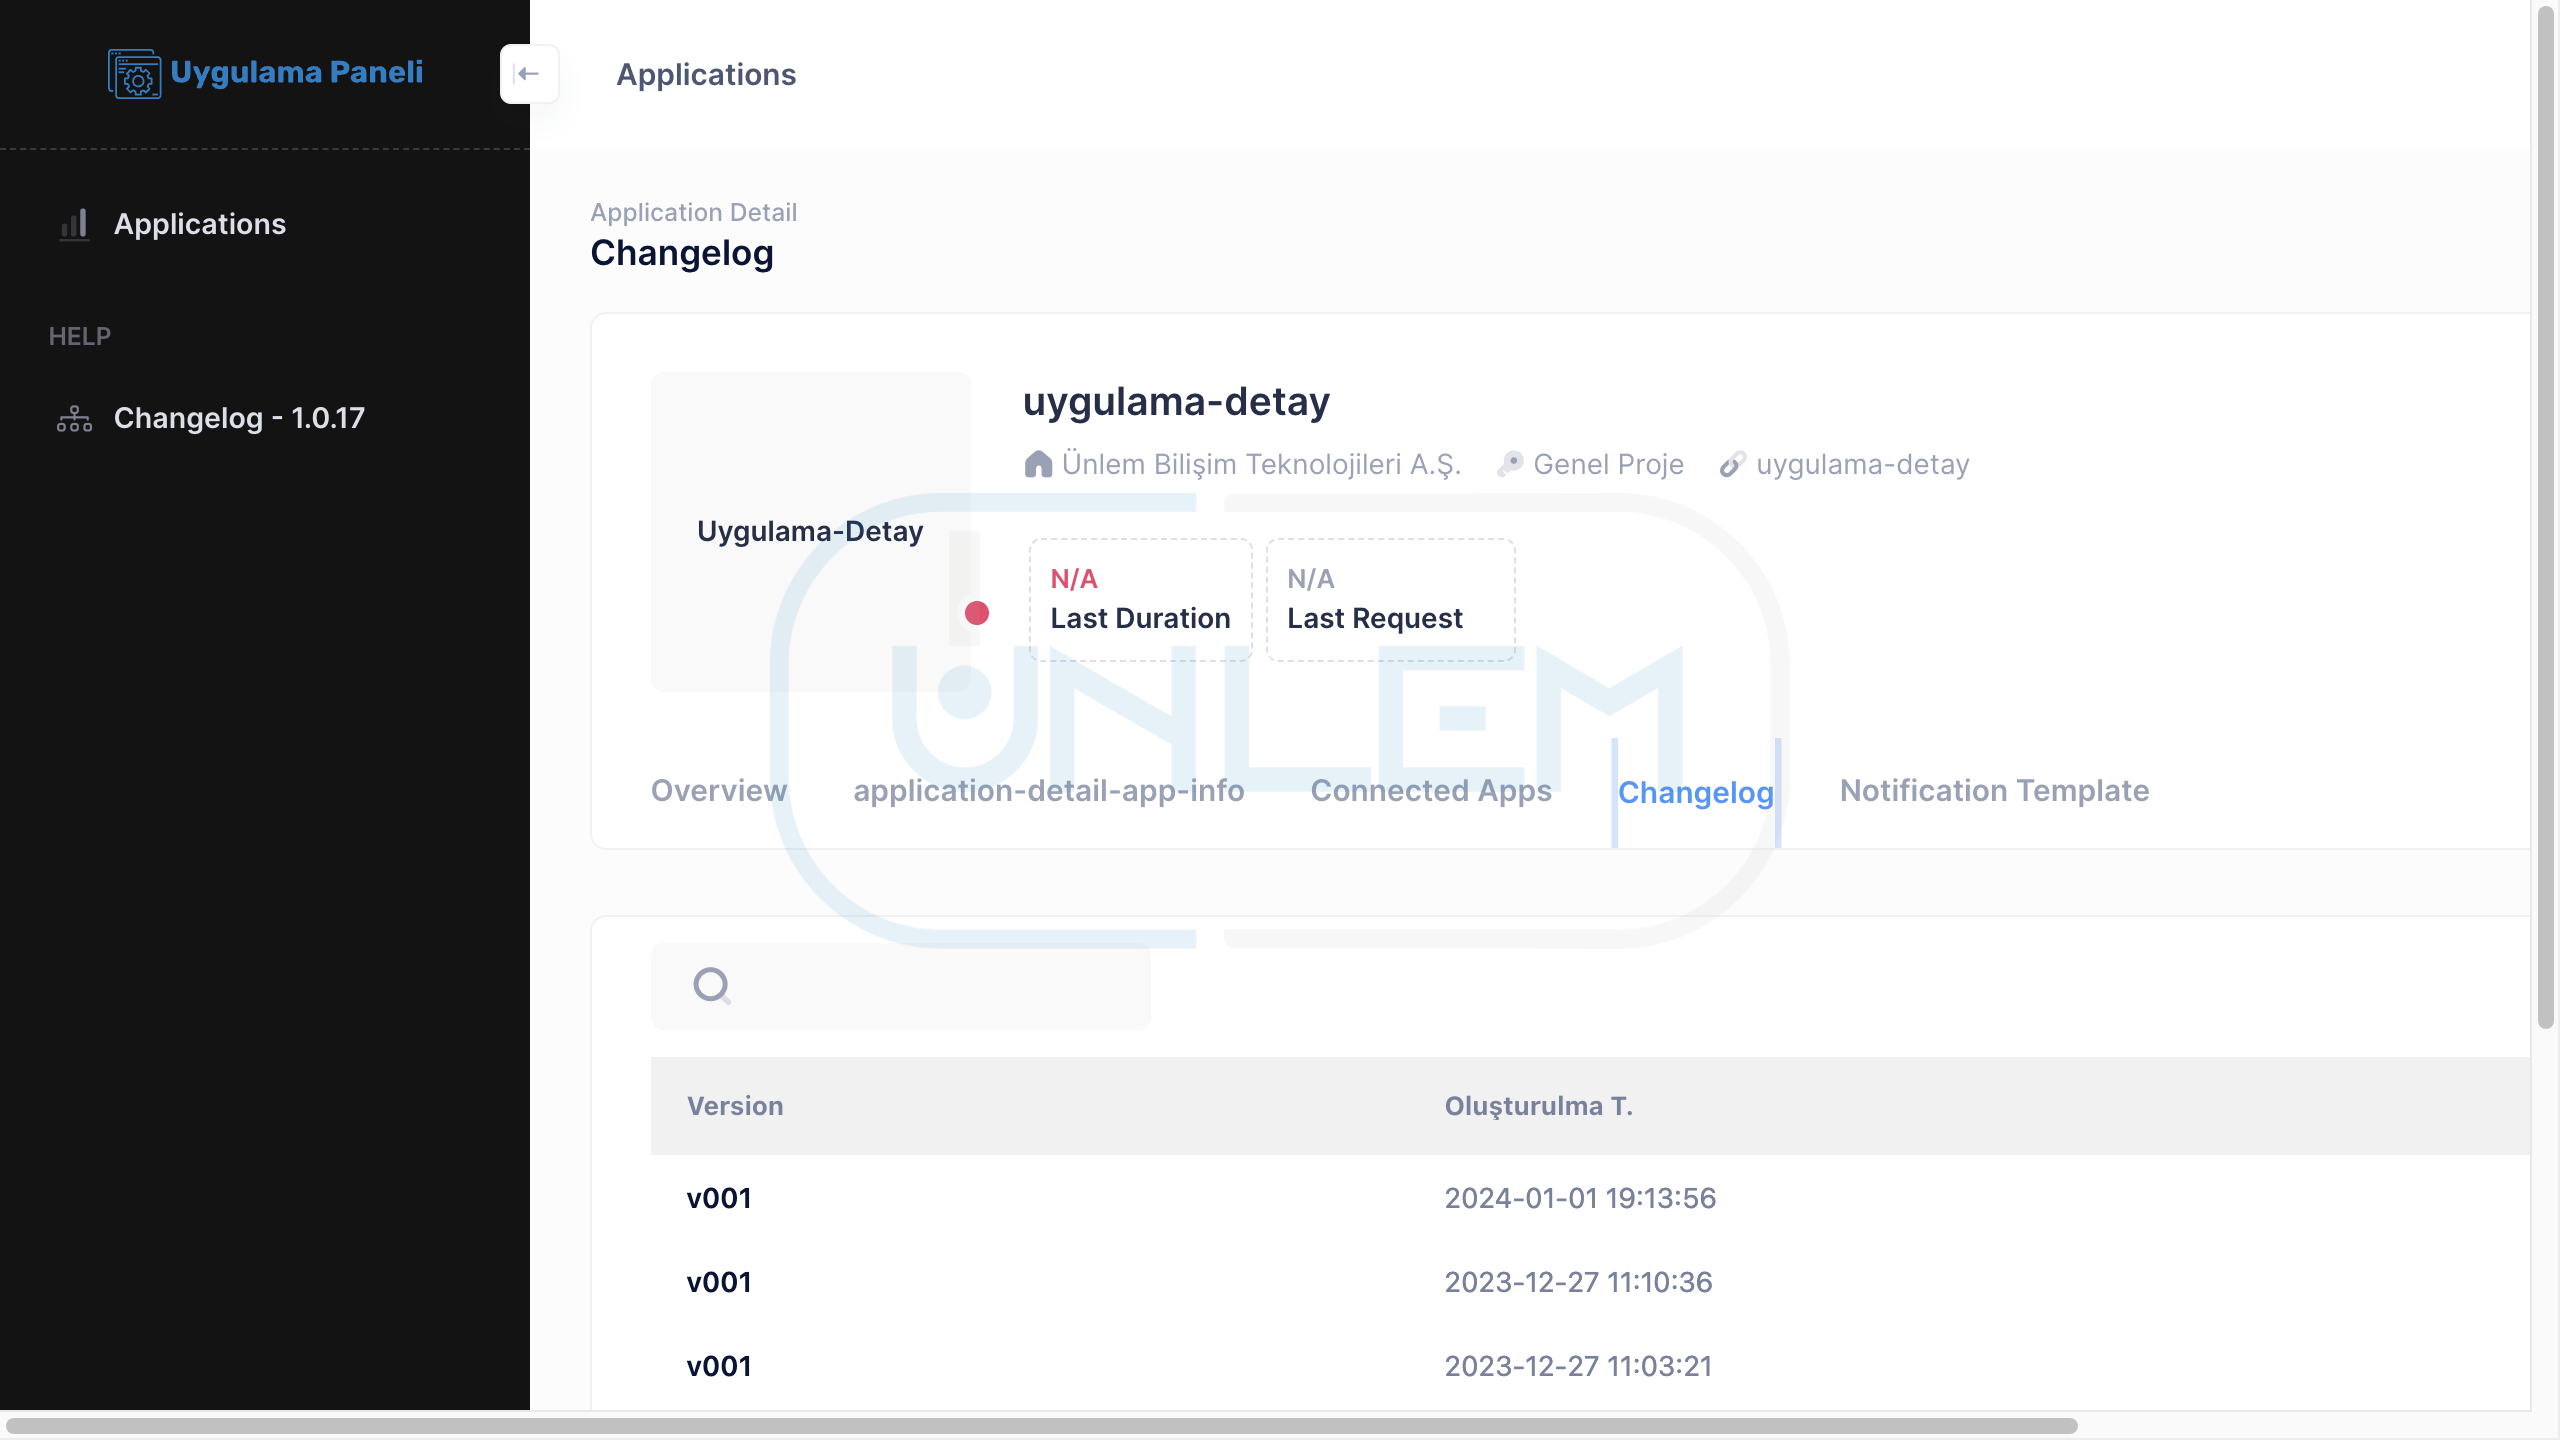 Uygulama Paneli
Applications
Applications
HELP
Changelog - 1.0.17
Application Detail
Changelog
Uygulama-Detay
uygulama-detay
Ünlem Bilişim Teknolojileri A.Ş. Genel Proje uygulama-detay
N/A
Last Duration
N/A
Last Request
ÜNLEM
Overview application-detail-app-info Connected Apps Changelog Notification Template
Version Oluşturulma T.
v001 2024-01-01 19:13:56
v001 2023-12-27 11:10:36
v001 2023-12-27 11:03:21